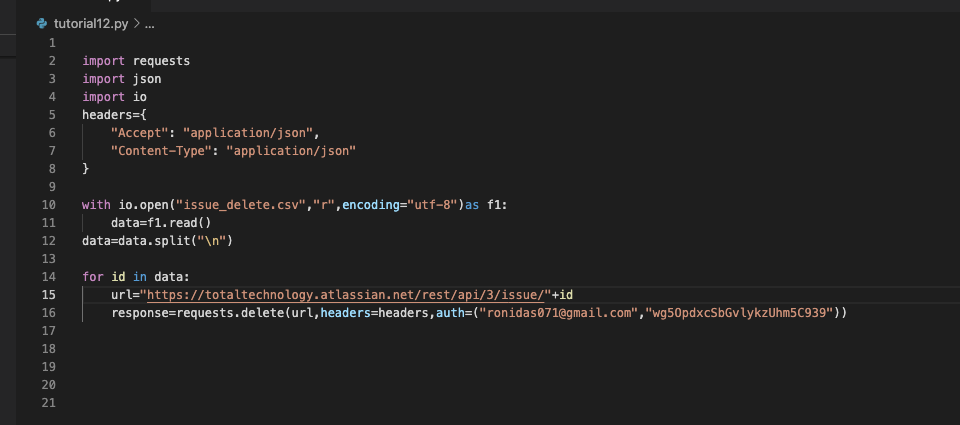 tutorial12.py > ...
1
2 import requests
3 import json
4 import io
5 headers={
6     "Accept": "application/json",
7     "Content-Type": "application/json"
8 }
9
10 with io.open("issue_delete.csv","r",encoding="utf-8")as f1:
11     data=f1.read()
12 data=data.split("\n")
13
14 for id in data:
15     url="https://totaltechnology.atlassian.net/rest/api/3/issue/"+id
16     response=requests.delete(url,headers=headers,auth=("ronidas071@gmail.com","wg5OpdxcSbGvlykzUhm5C939"))
17
18
19
20
21